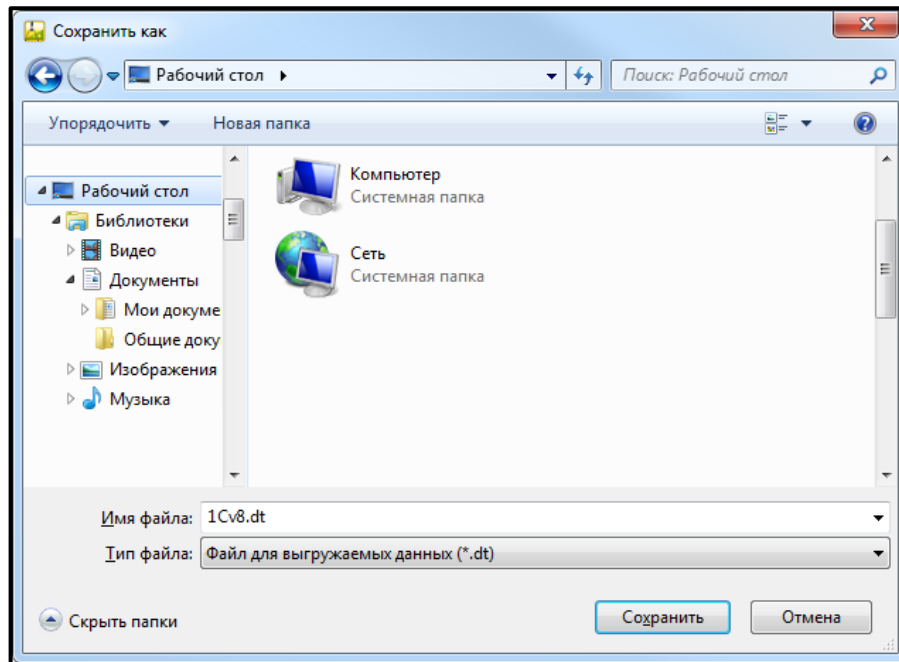 Сохранить как
Рабочий стол
Поиск: Рабочий стол
Упорядочить Новая папка
Рабочий стол
Библиотеки
Видео
Документы
Мои докуме
Общие доку
Изображения
Музыка
Компьютер
Системная папка
Сеть
Системная папка
Имя файла: 1Cv8.dt
Тип файла: Файл для выгружаемых данных (*.dt)
Скрыть папки Сохранить Отмена